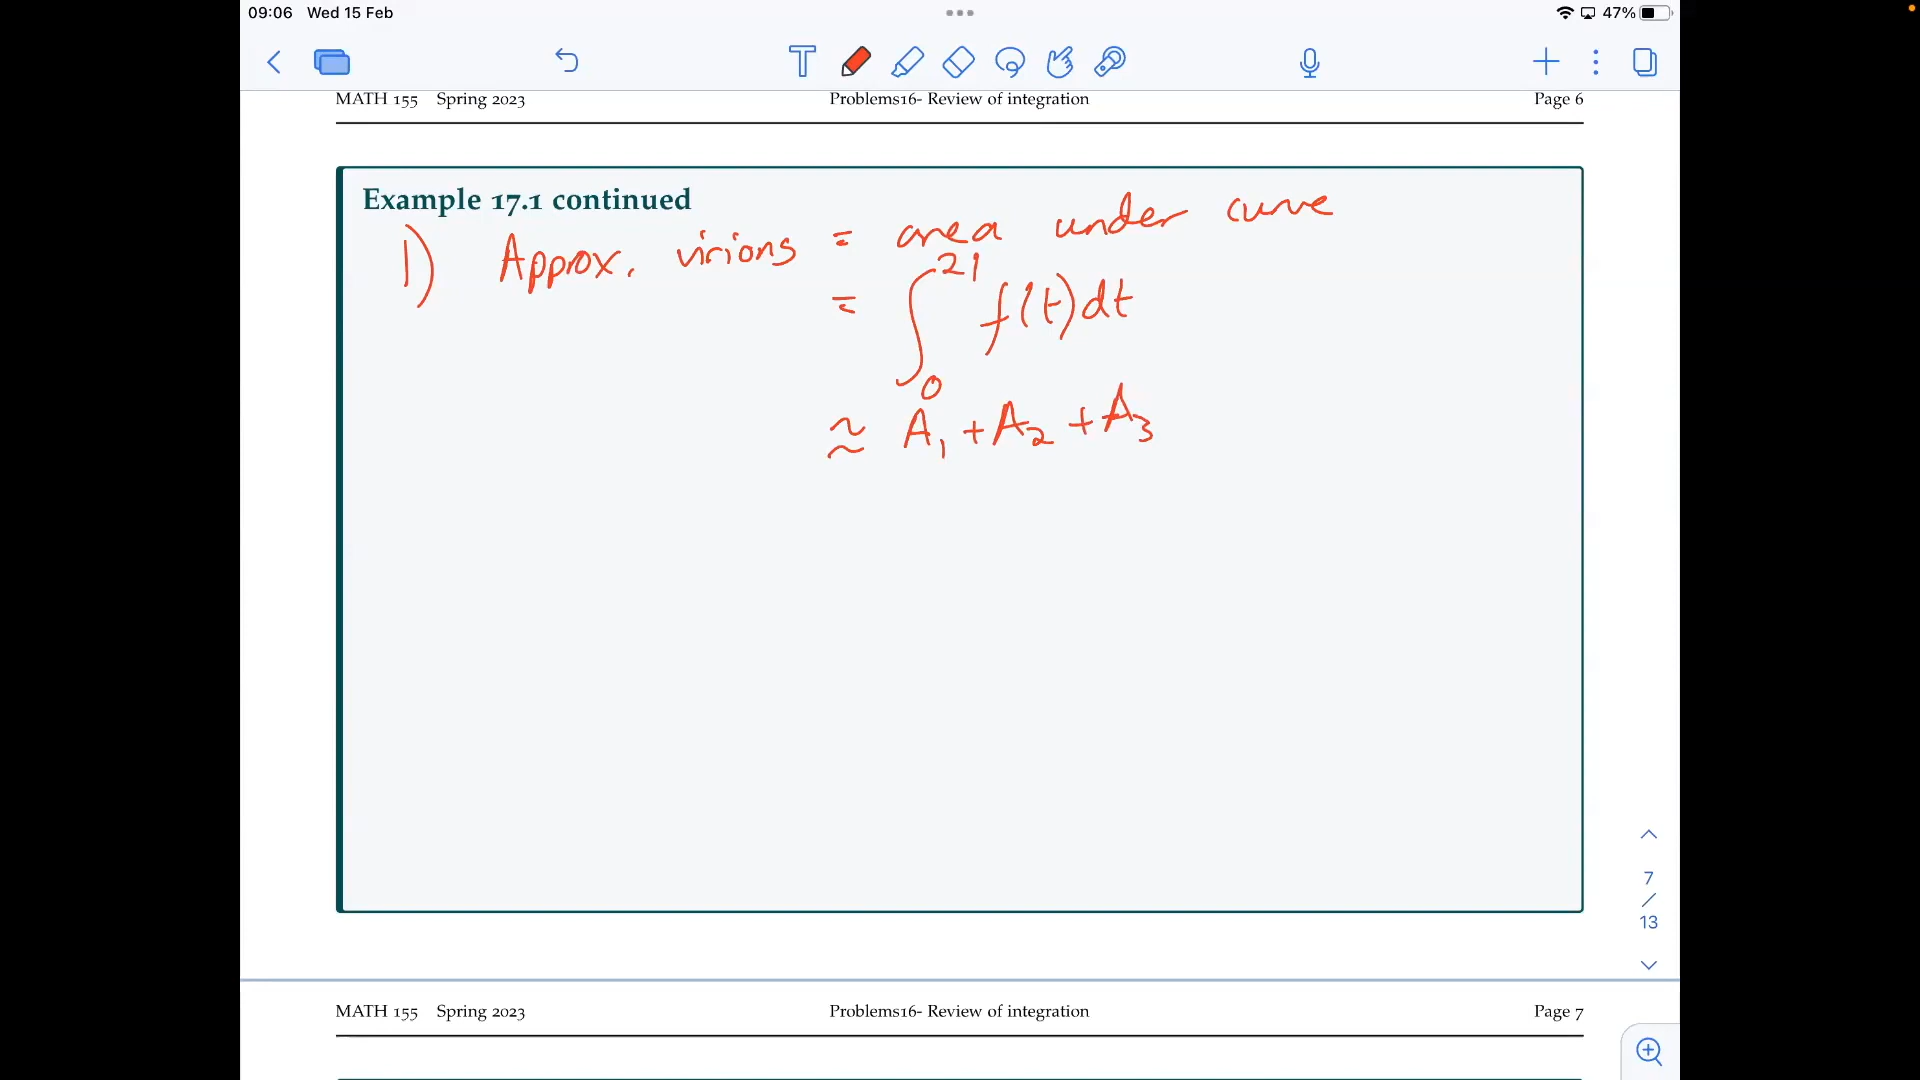 09:06 Wed 15 Feb 47%
MATH 155 Spring 2023 Problems16- Review of integration Page 6
Example 17.1 continued
1) Approx. virions = area under curve
= ∫₀²¹ f(t)dt
≈ A₁ + A₂ + A₃
7
/
13
MATH 155 Spring 2023 Problems16- Review of integration Page 7